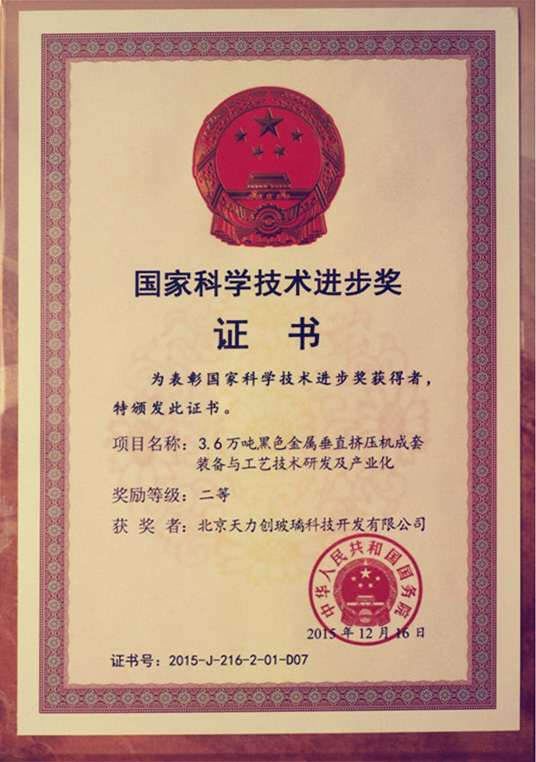 国家科学技术进步奖
证 书
为表彰国家科学技术进步奖获得者，
特颁发此证书。
项目名称：3.6万吨黑色金属垂直挤压机成套
装备与工艺技术研发及产业化
奖励等级：二等
获 奖 者：北京天力创玻璃科技开发有限公司
中华人民共和国国务院
2015年12月16日
证书号：2015-J-216-2-01-D07